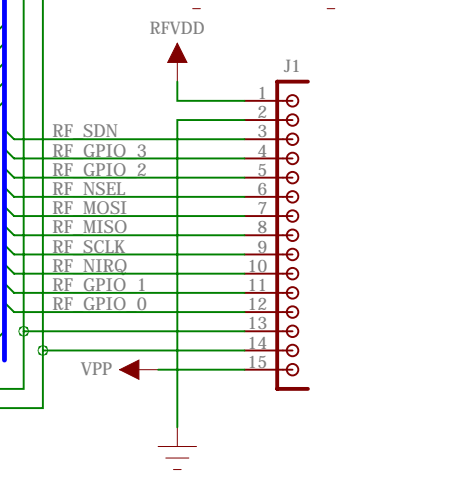 RFVDD
J1
1
2
RF SDN 3
RF GPIO 3 4
RF GPIO 2 5
RF NSEL 6
RF MOSI 7
RF MISO 8
RF SCLK 9
RF NIRQ 10
RF GPIO 1 11
RF GPIO 0 12
13
14
VPP 15